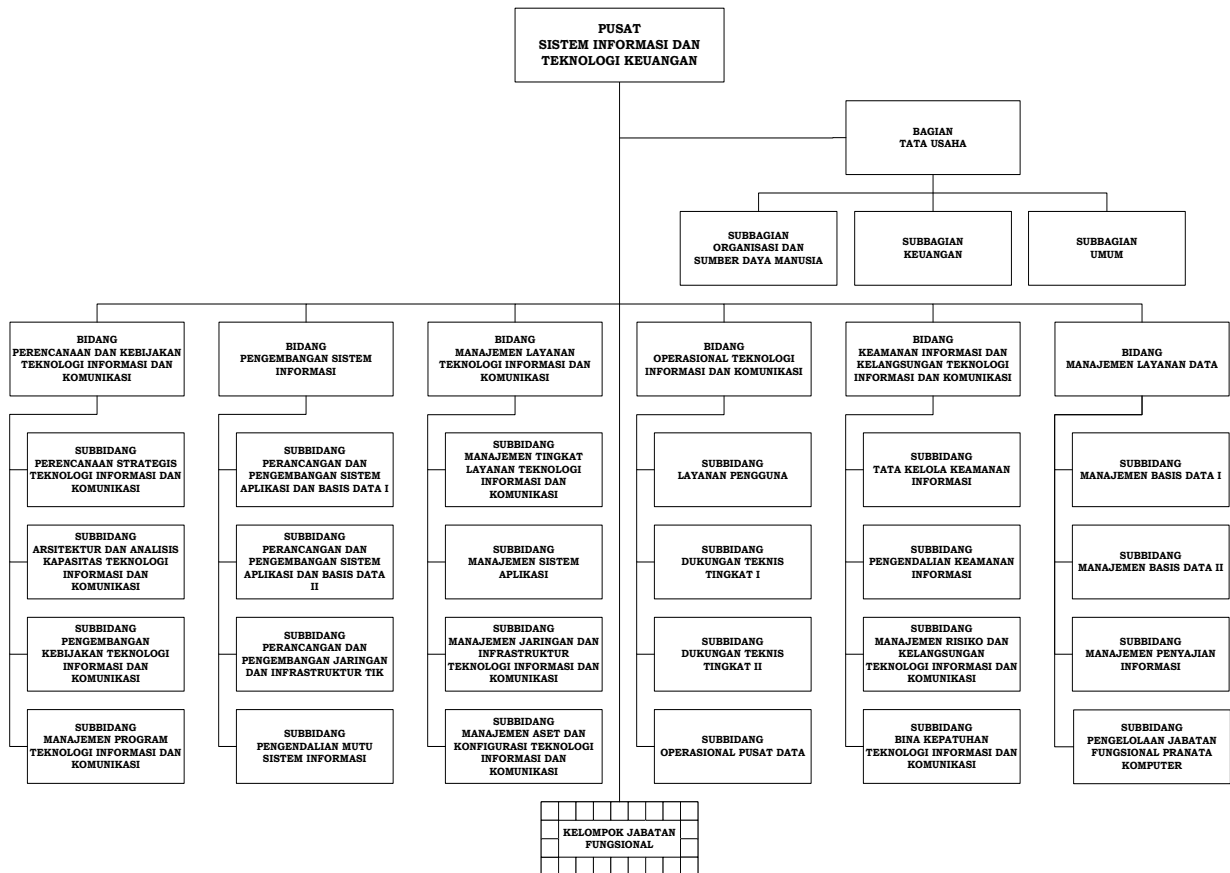 PUSAT
SISTEM INFORMASI DAN
TEKNOLOGI KEUANGAN
BAGIAN
TATA USAHA
SUBBAGIAN
ORGANISASI DAN
SUMBER DAYA MANUSIA
SUBBAGIAN
KEUANGAN
SUBBAGIAN
UMUM
BIDANG
PERENCANAAN DAN KEBIJAKAN
TEKNOLOGI INFORMASI DAN
KOMUNIKASI
BIDANG
PENGEMBANGAN SISTEM
INFORMASI
BIDANG
MANAJEMEN LAYANAN
TEKNOLOGI INFORMASI DAN
KOMUNIKASI
BIDANG
OPERASIONAL TEKNOLOGI
INFORMASI DAN KOMUNIKASI
BIDANG
KEAMANAN INFORMASI DAN
KELANGSUNGAN TEKNOLOGI
INFORMASI DAN KOMUNIKASI
BIDANG
MANAJEMEN LAYANAN DATA
SUBBIDANG
PERENCANAAN STRATEGIS
TEKNOLOGI INFORMASI DAN
KOMUNIKASI
SUBBIDANG
PERANCANGAN DAN
PENGEMBANGAN SISTEM
APLIKASI DAN BASIS DATA I
SUBBIDANG
MANAJEMEN TINGKAT
LAYANAN TEKNOLOGI
INFORMASI DAN
KOMUNIKASI
SUBBIDANG
LAYANAN PENGGUNA
SUBBIDANG
TATA KELOLA KEAMANAN
INFORMASI
SUBBIDANG
MANAJEMEN BASIS DATA I
SUBBIDANG
ARSITEKTUR DAN ANALISIS
KAPASITAS TEKNOLOGI
INFORMASI DAN
KOMUNIKASI
SUBBIDANG
PERANCANGAN DAN
PENGEMBANGAN SISTEM
APLIKASI DAN BASIS DATA
II
SUBBIDANG
MANAJEMEN SISTEM
APLIKASI
SUBBIDANG
DUKUNGAN TEKNIS
TINGKAT I
SUBBIDANG
PENGENDALIAN KEAMANAN
INFORMASI
SUBBIDANG
MANAJEMEN BASIS DATA II
SUBBIDANG
PENGEMBANGAN
KEBIJAKAN TEKNOLOGI
INFORMASI DAN
KOMUNIKASI
SUBBIDANG
PERANCANGAN DAN
PENGEMBANGAN JARINGAN
DAN INFRASTRUKTUR TIK
SUBBIDANG
MANAJEMEN JARINGAN DAN
INFRASTRUKTUR
TEKNOLOGI INFORMASI DAN
KOMUNIKASI
SUBBIDANG
DUKUNGAN TEKNIS
TINGKAT II
SUBBIDANG
MANAJEMEN RISIKO DAN
KELANGSUNGAN
TEKNOLOGI INFORMASI DAN
KOMUNIKASI
SUBBIDANG
MANAJEMEN PENYAJIAN
INFORMASI
SUBBIDANG
MANAJEMEN PROGRAM
TEKNOLOGI INFORMASI DAN
KOMUNIKASI
SUBBIDANG
PENGENDALIAN MUTU
SISTEM INFORMASI
SUBBIDANG
MANAJEMEN ASET DAN
KONFIGURASI TEKNOLOGI
INFORMASI DAN
KOMUNIKASI
SUBBIDANG
OPERASIONAL PUSAT DATA
SUBBIDANG
BINA KEPATUHAN
TEKNOLOGI INFORMASI DAN
KOMUNIKASI
SUBBIDANG
PENGELOLAAN JABATAN
FUNGSIONAL PRANATA
KOMPUTER
KELOMPOK JABATAN
FUNGSIONAL